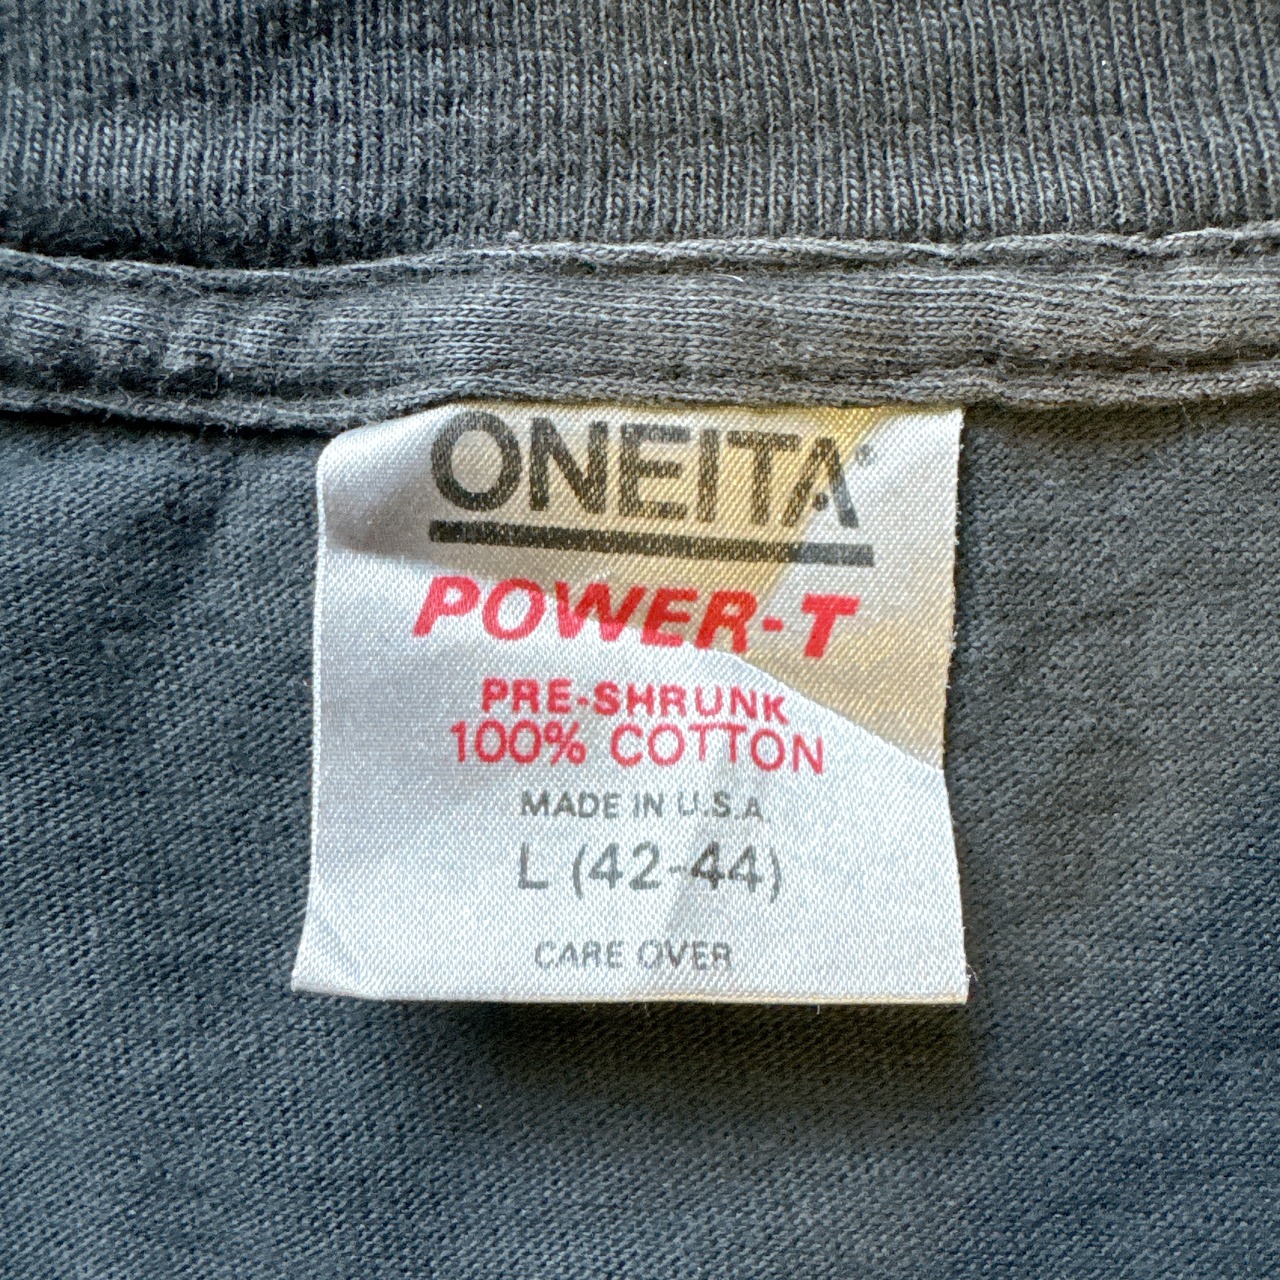 ONEITA®
POWER-T
PRE-SHRUNK
100% COTTON
MADE IN U.S.A
L (42-44)
CARE OVER